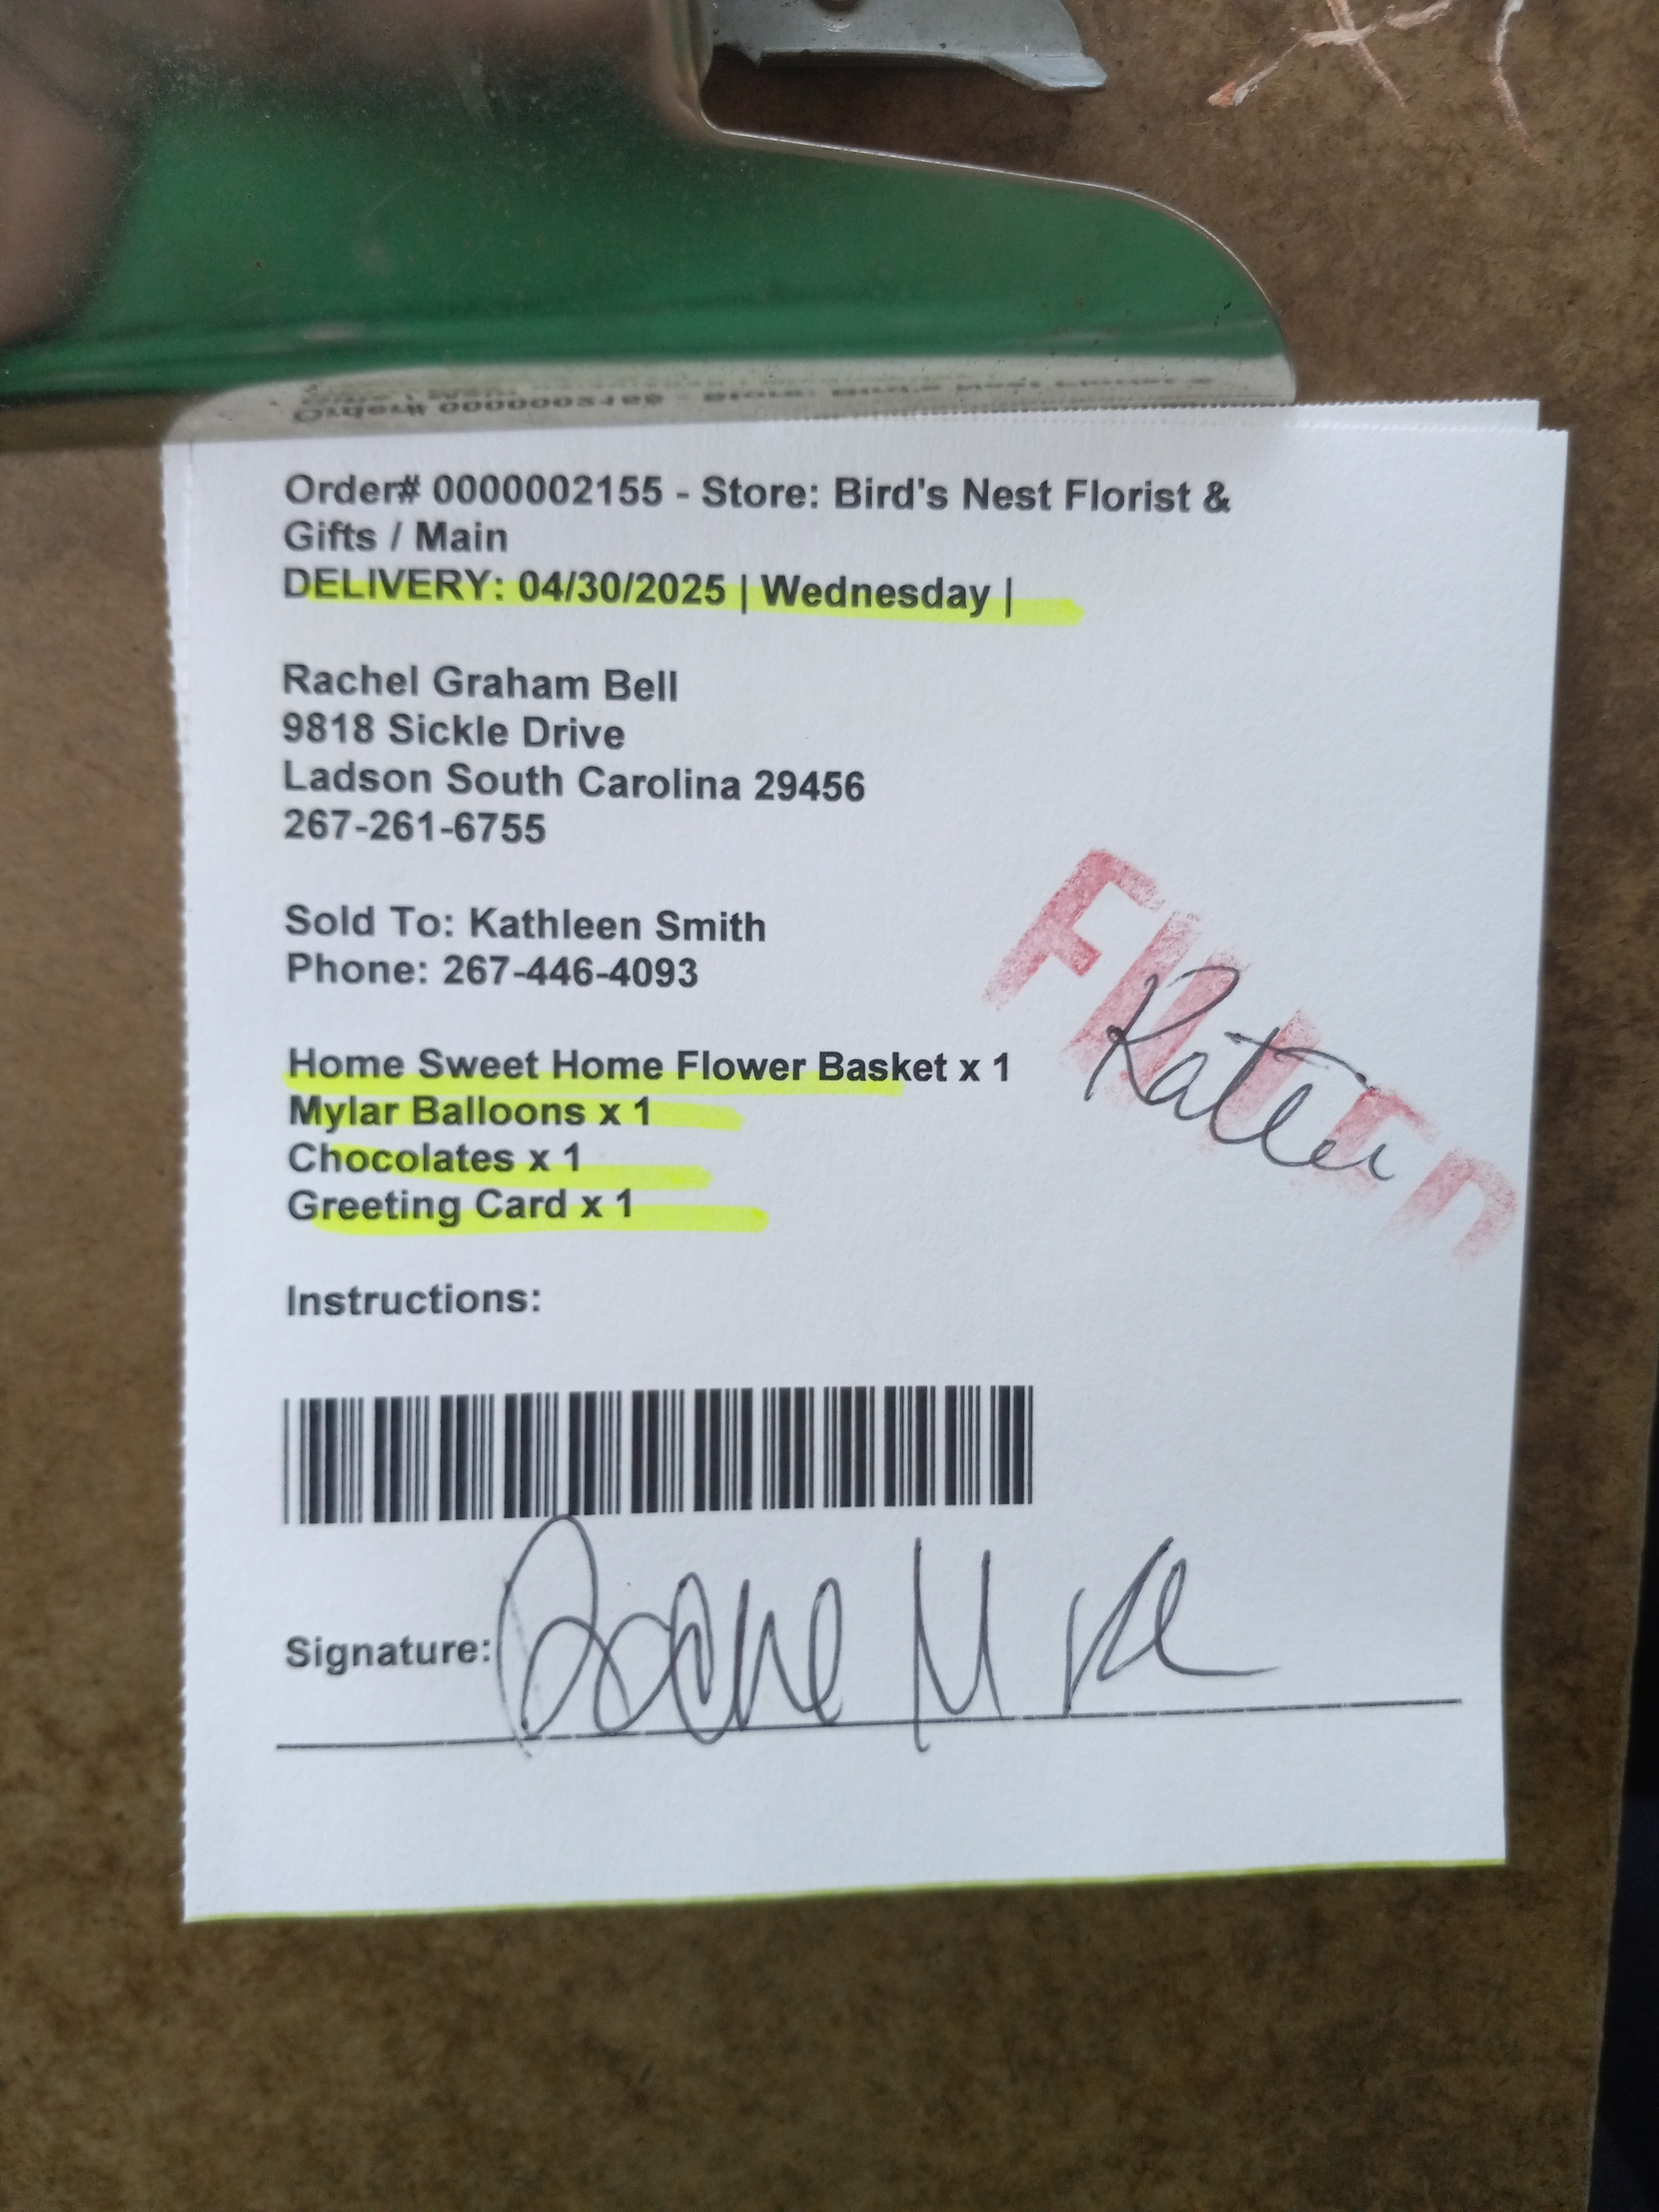 Order# 0000002155 - Store: Bird's Nest Florist &
Gifts / Main
DELIVERY: 04/30/2025 | Wednesday |
Rachel Graham Bell
9818 Sickle Drive
Ladson South Carolina 29456
267-261-6755
Sold To: Kathleen Smith
Phone: 267-446-4093
Home Sweet Home Flower Basket x 1
Mylar Balloons x 1
Chocolates x 1
Greeting Card x 1
Instructions:
Signature: